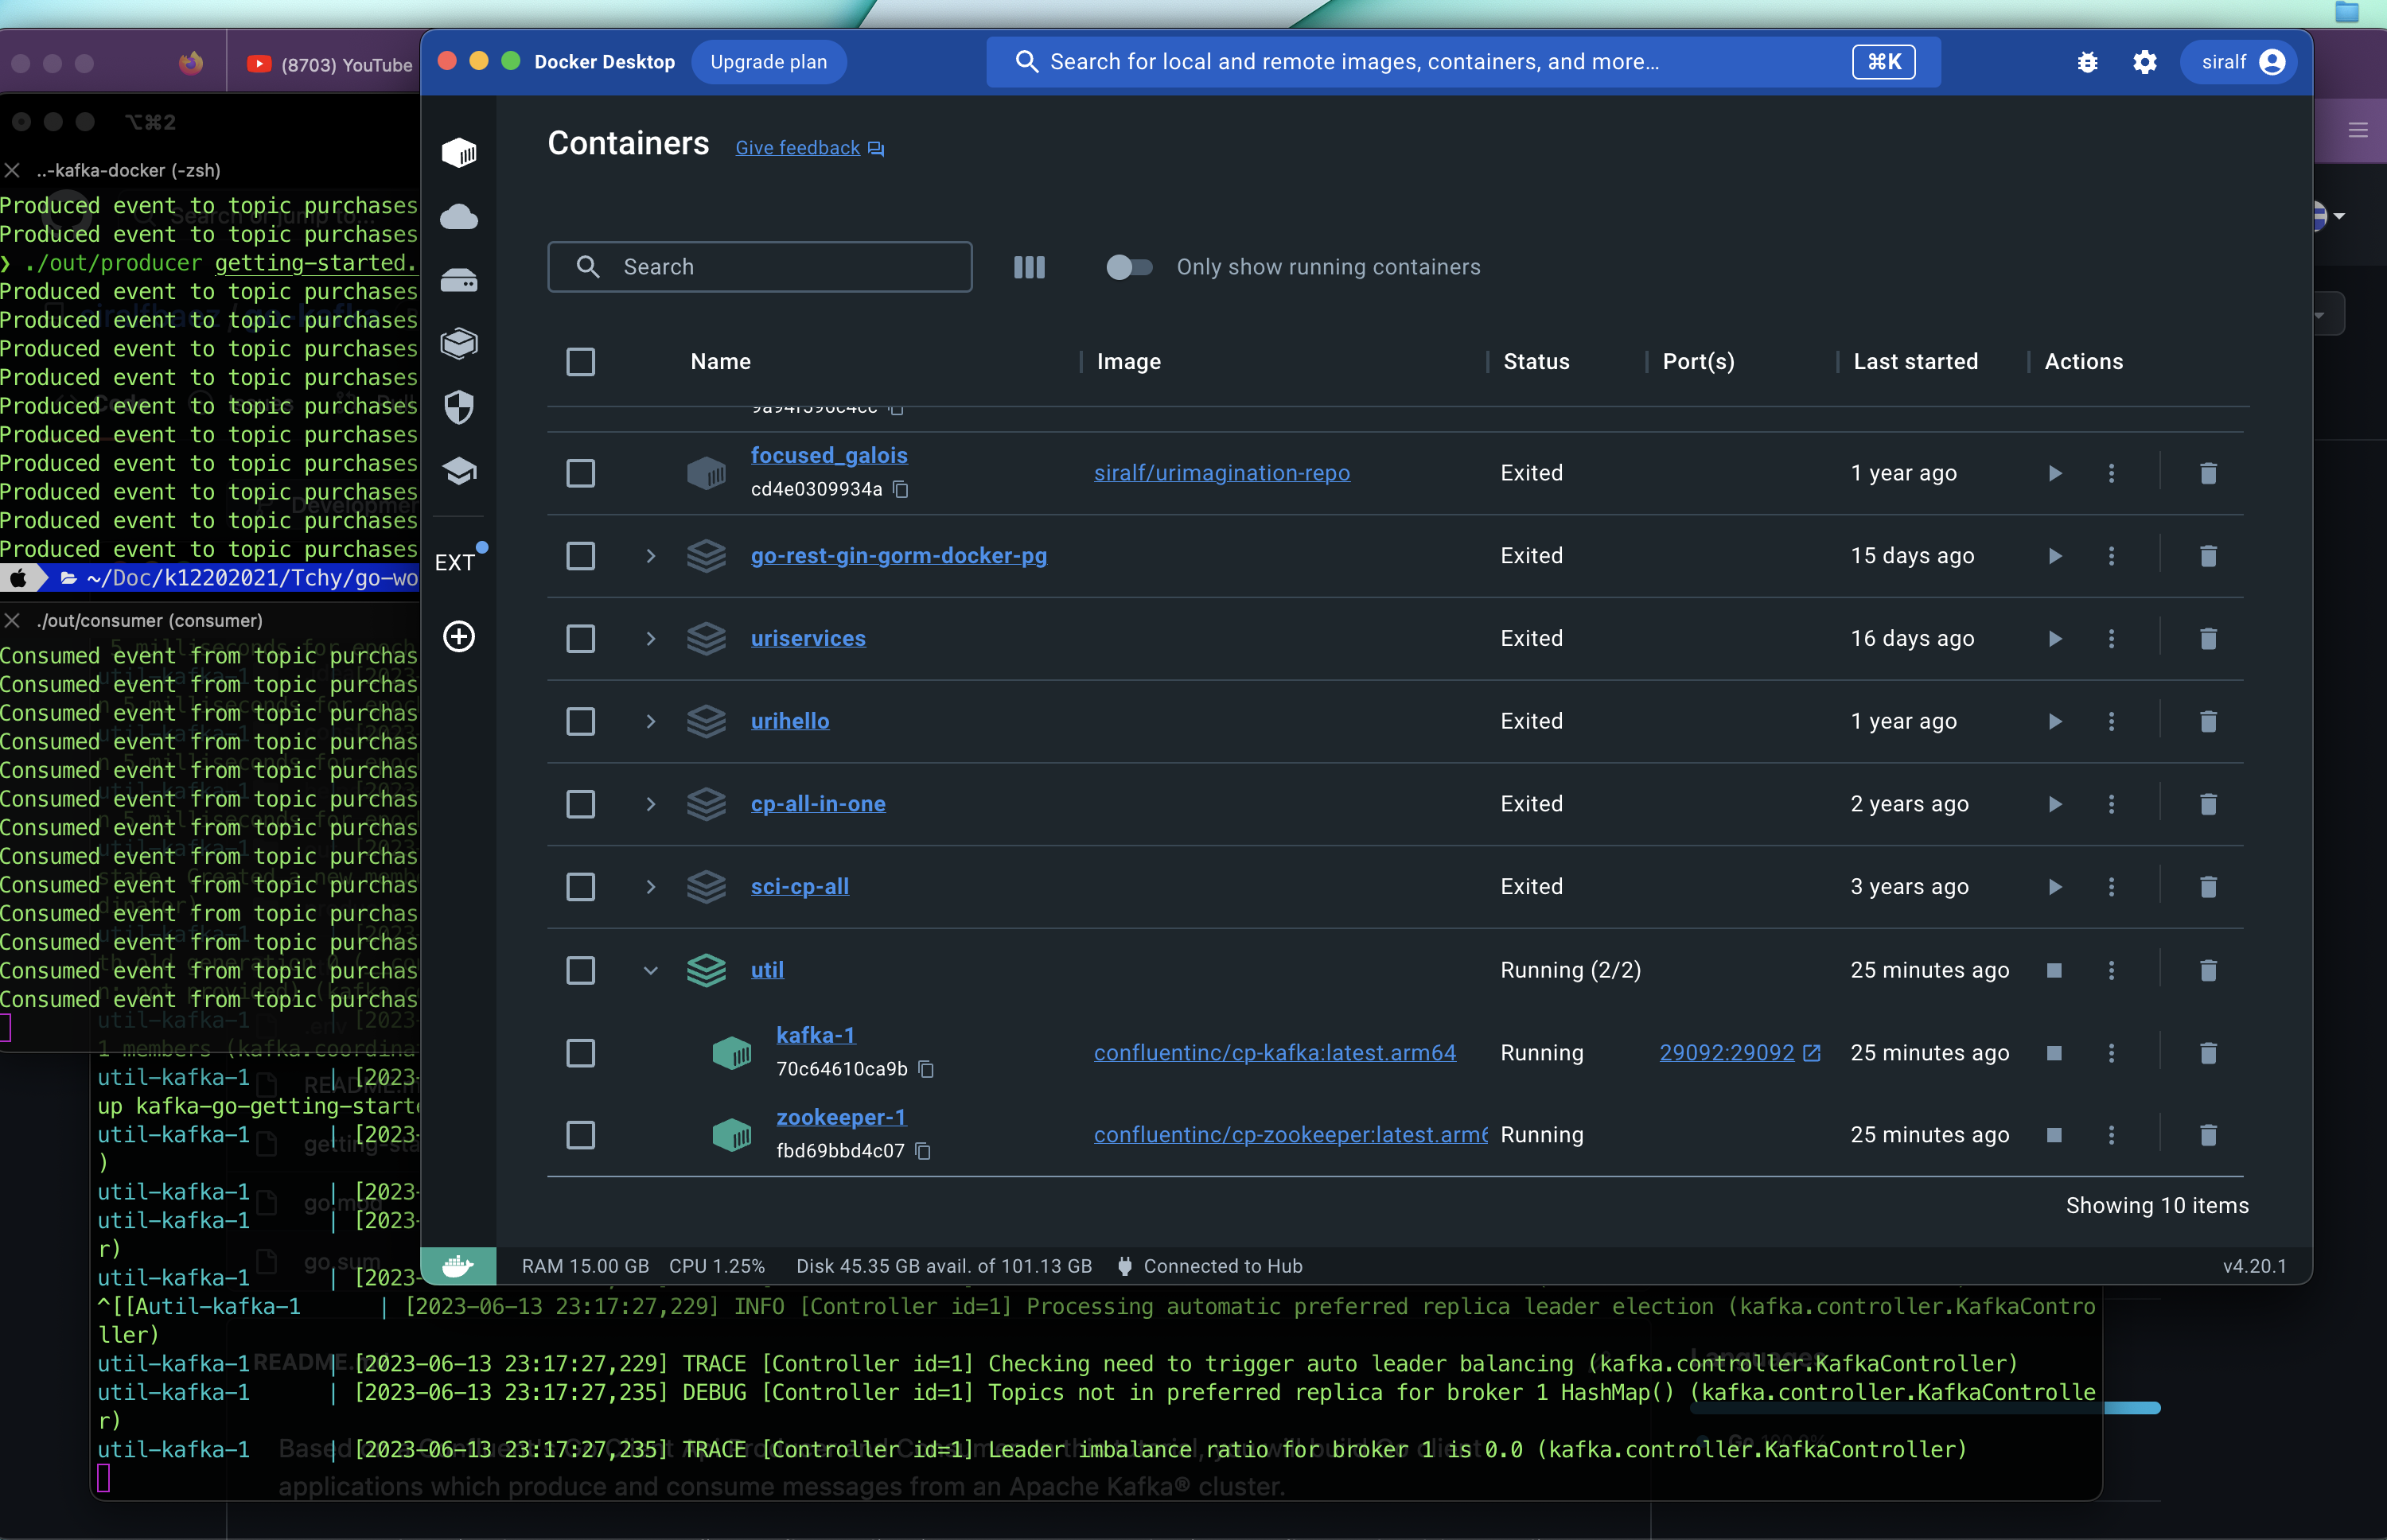 (8703) YouTube
Docker Desktop
Upgrade plan
Search for local and remote images, containers, and more...
⌘K
siralf
⌥⌘2
..-kafka-docker (-zsh)
Produced event to topic purchases
Produced event to topic purchases
❯ ./out/producer getting-started.
Produced event to topic purchases
Produced event to topic purchases
Produced event to topic purchases
Produced event to topic purchases
Produced event to topic purchases
Produced event to topic purchases
Produced event to topic purchases
Produced event to topic purchases
Produced event to topic purchases
Produced event to topic purchases
~/Doc/k12202021/Tchy/go-wo
./out/consumer (consumer)
Consumed event from topic purchas
Consumed event from topic purchas
Consumed event from topic purchas
Consumed event from topic purchas
Consumed event from topic purchas
Consumed event from topic purchas
Consumed event from topic purchas
Consumed event from topic purchas
Consumed event from topic purchas
Consumed event from topic purchas
Consumed event from topic purchas
Consumed event from topic purchas
Consumed event from topic purchas
1 members (kafka.coordina
util-kafka-1 | [2023-
up kafka-go-getting-starte
util-kafka-1 | [2023-
)
util-kafka-1 | [2023-
util-kafka-1 | [2023-
r)
util-kafka-1 | [2023-
EXT
Containers
Give feedback
Search
Only show running containers
Name Image Status Port(s) Last started Actions
focused_galois
cd4e0309934a
siralf/urimagination-repo Exited 1 year ago
go-rest-gin-gorm-docker-pg Exited 15 days ago
uriservices Exited 16 days ago
urihello Exited 1 year ago
cp-all-in-one Exited 2 years ago
sci-cp-all Exited 3 years ago
util Running (2/2) 25 minutes ago
kafka-1
70c64610ca9b
confluentinc/cp-kafka:latest.arm64 Running 29092:29092 25 minutes ago
zookeeper-1
fbd69bbd4c07
confluentinc/cp-zookeeper:latest.arm6 Running 25 minutes ago
Showing 10 items
RAM 15.00 GB CPU 1.25% Disk 45.35 GB avail. of 101.13 GB Connected to Hub v4.20.1
^[[Autil-kafka-1 | [2023-06-13 23:17:27,229] INFO [Controller id=1] Processing automatic preferred replica leader election (kafka.controller.KafkaContro
ller)
util-kafka-1 | [2023-06-13 23:17:27,229] TRACE [Controller id=1] Checking need to trigger auto leader balancing (kafka.controller.KafkaController)
util-kafka-1 | [2023-06-13 23:17:27,235] DEBUG [Controller id=1] Topics not in preferred replica for broker 1 HashMap() (kafka.controller.KafkaControlle
r)
util-kafka-1 | [2023-06-13 23:17:27,235] TRACE [Controller id=1] Leader imbalance ratio for broker 1 is 0.0 (kafka.controller.KafkaController)
applications which produce and consume messages from an Apache Kafka® cluster.